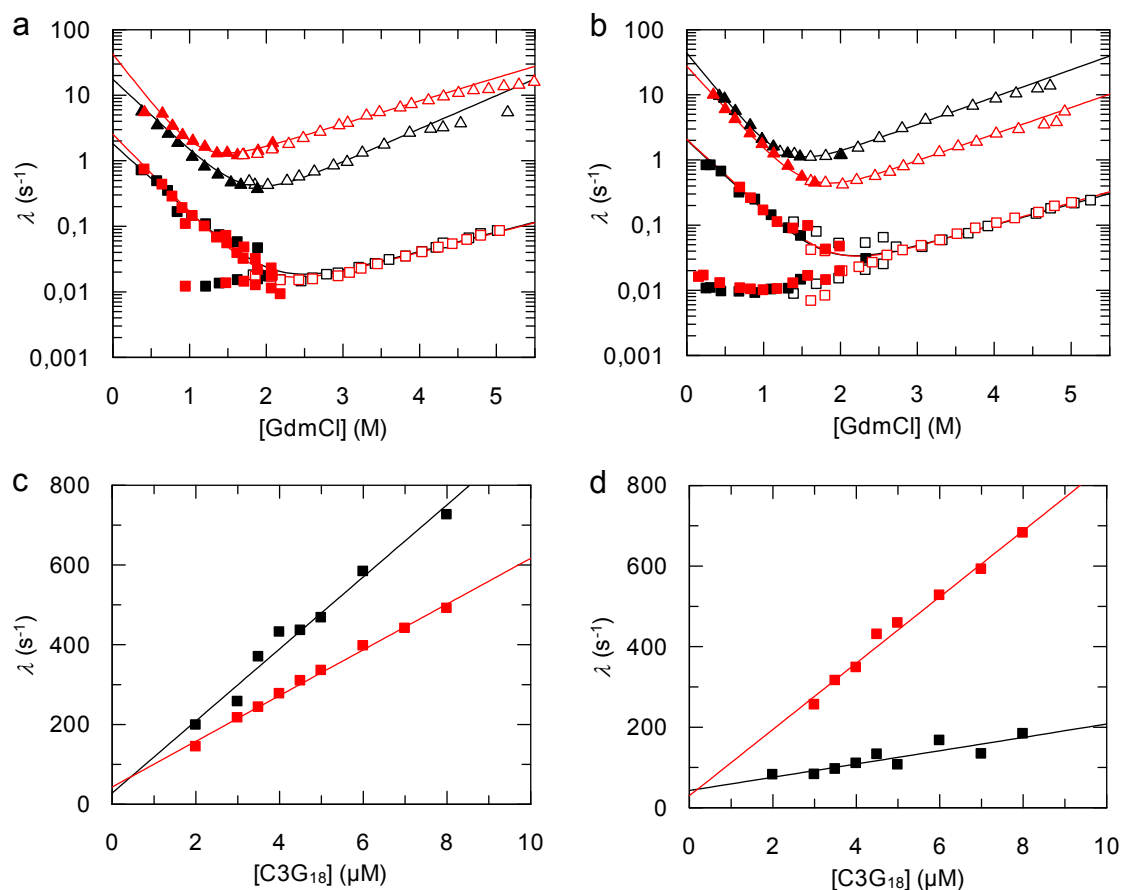 a
b
100
10
1
0,1
0,01
0,001
λ (s⁻¹)
0 1 2 3 4 5
[GdmCl] (M)
100
10
1
0,1
0,01
0,001
λ (s⁻¹)
0 1 2 3 4 5
[GdmCl] (M)
c
d
800
600
400
200
0
λ (s⁻¹)
0 2 4 6 8 10
[C3G₁₈] (µM)
800
600
400
200
0
λ (s⁻¹)
0 2 4 6 8 10
[C3G₁₈] (µM)